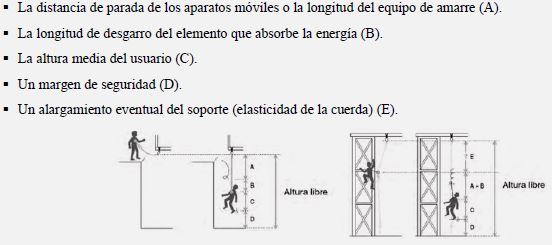 ▪ La distancia de parada de los aparatos móviles o la longitud del equipo de amarre (A).
▪ La longitud de desgarro del elemento que absorbe la energía (B).
▪ La altura media del usuario (C).
▪ Un margen de seguridad (D).
▪ Un alargamiento eventual del soporte (elasticidad de la cuerda) (E).
A
B
C
D
Altura libre
E
A+B
C
D
Altura libre